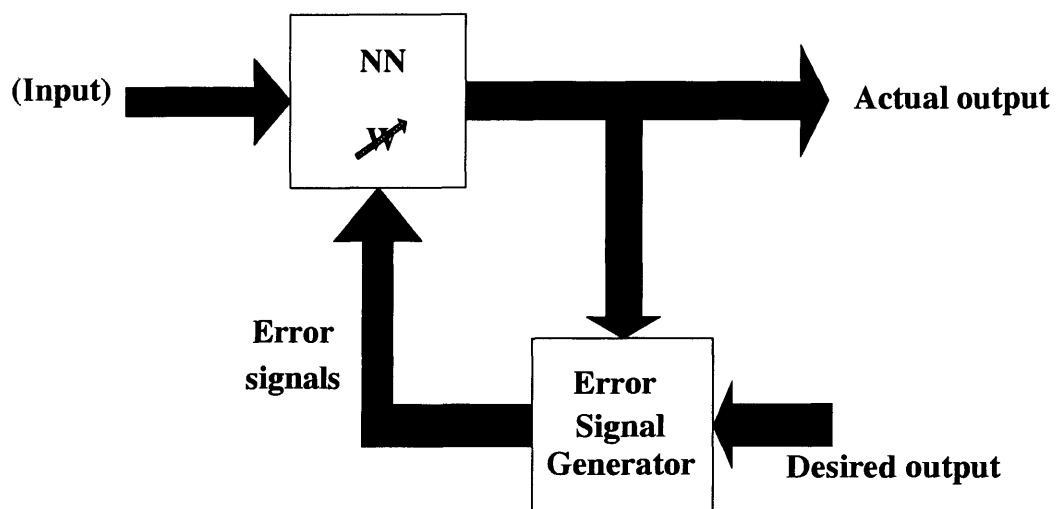 NN
(Input)
W
Actual output
Error
signals
Error
Signal
Generator
Desired output